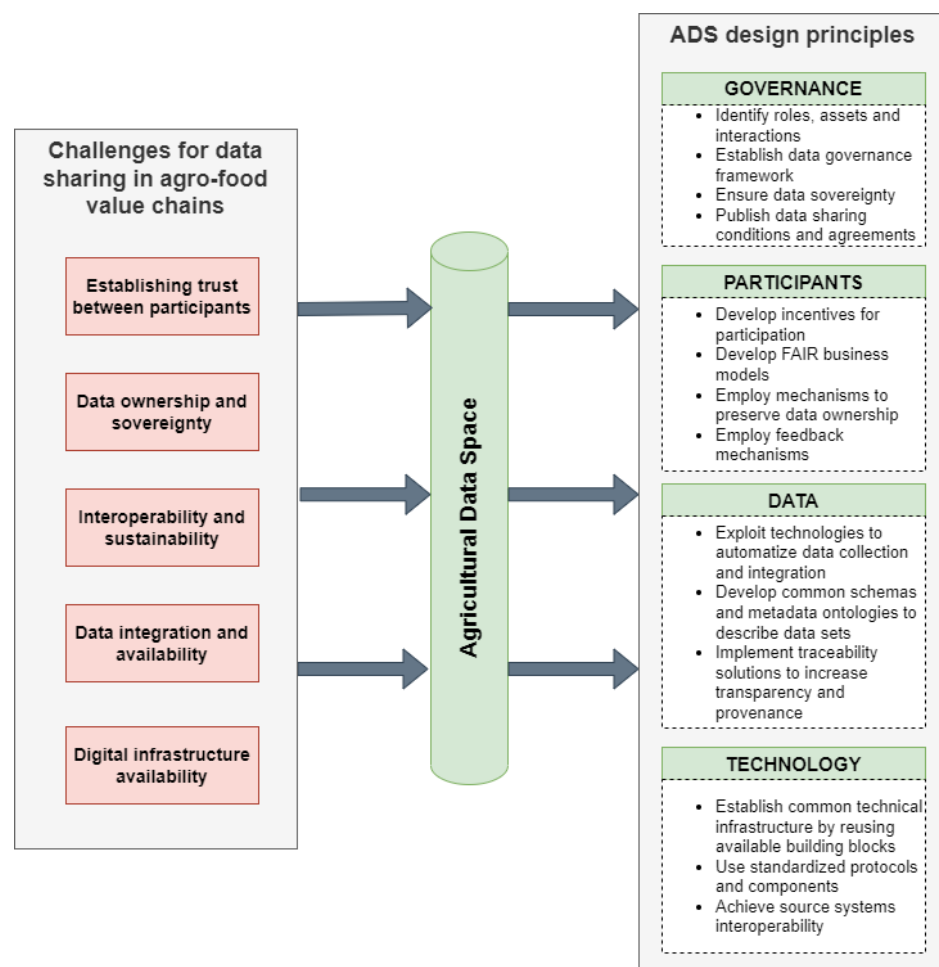 Challenges for data
sharing in agro-food
value chains
Establishing trust
between participants
Data ownership and
sovereignty
Interoperability and
sustainability
Data integration and
availability
Digital infrastructure
availability
Agricultural Data Space
ADS design principles
GOVERNANCE
• Identify roles, assets and
interactions
• Establish data governance
framework
• Ensure data sovereignty
• Publish data sharing
conditions and agreements
PARTICIPANTS
• Develop incentives for
participation
• Develop FAIR business
models
• Employ mechanisms to
preserve data ownership
• Employ feedback
mechanisms
DATA
• Exploit technologies to
automatize data collection
and integration
• Develop common schemas
and metadata ontologies to
describe data sets
• Implement traceability
solutions to increase
transparency and
provenance
TECHNOLOGY
• Establish common technical
infrastructure by reusing
available building blocks
• Use standardized protocols
and components
• Achieve source systems
interoperability